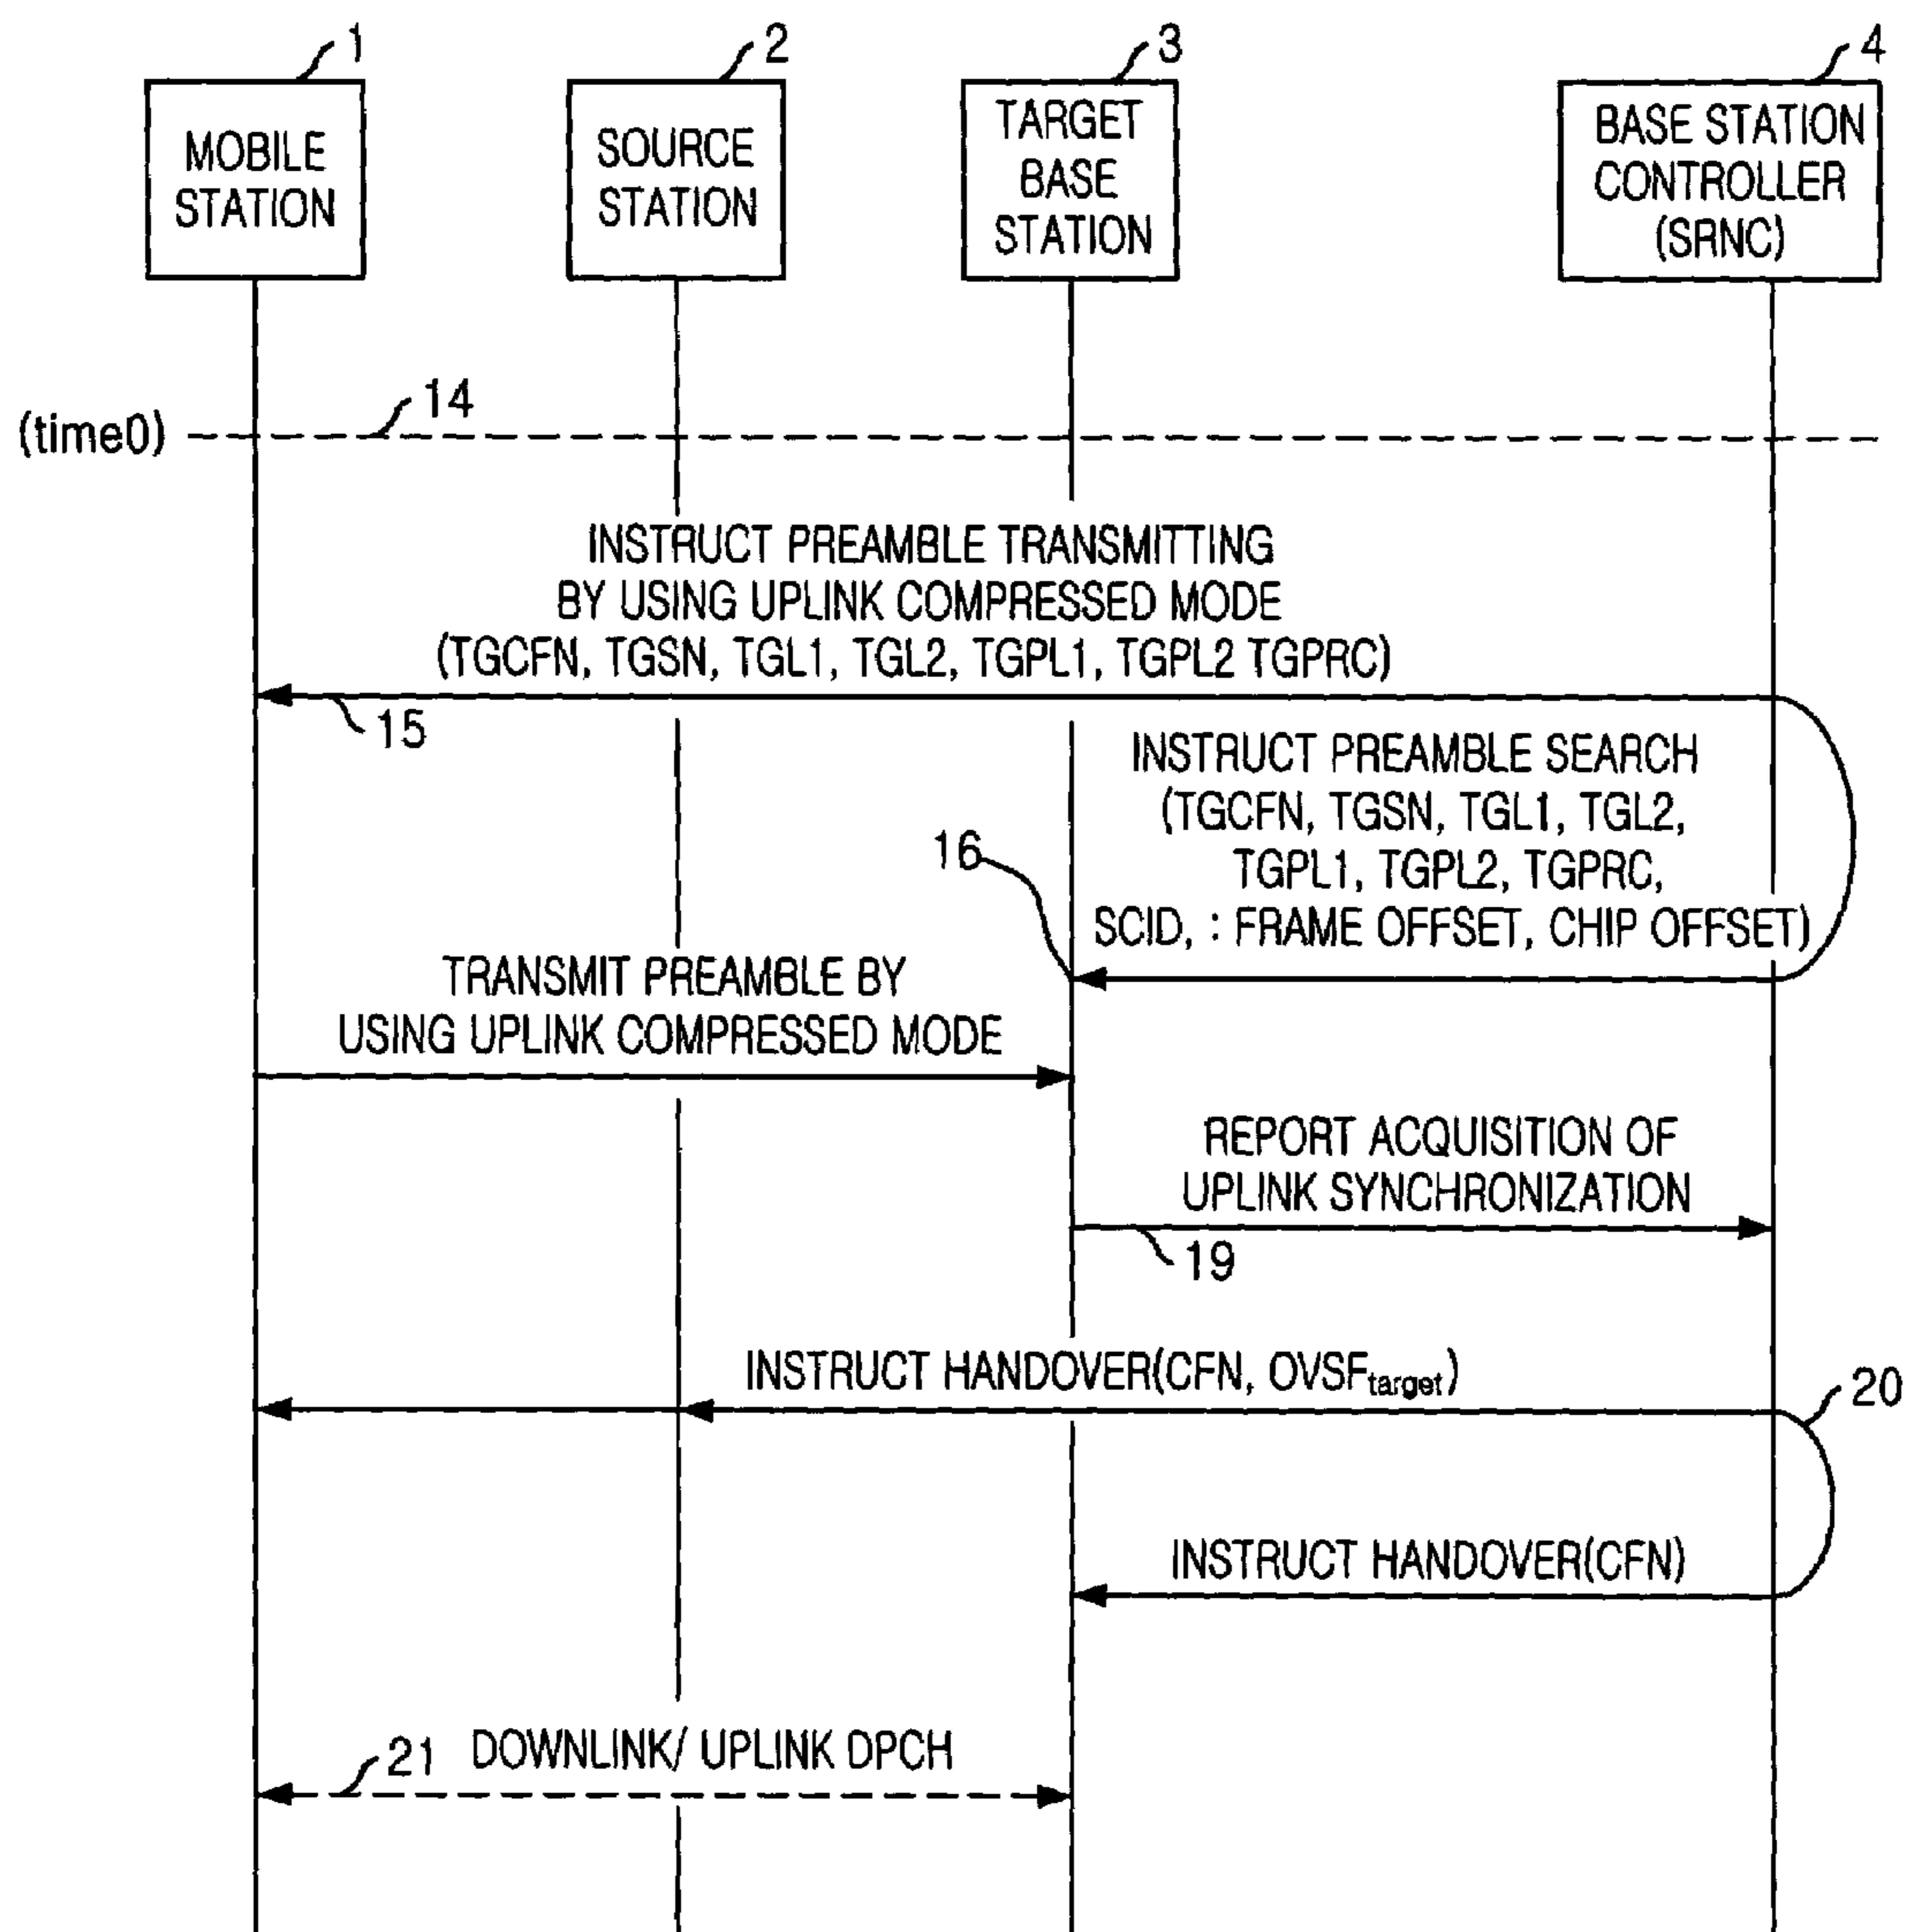 1
2
3
4
MOBILE
STATION
SOURCE
STATION
TARGET
BASE
STATION
BASE STATION
CONTROLLER
(SRNC)
14
(time0)
INSTRUCT PREAMBLE TRANSMITTING
BY USING UPLINK COMPRESSED MODE
(TGCFN, TGSN, TGL1, TGL2, TGPL1, TGPL2 TGPRC)
15
INSTRUCT PREAMBLE SEARCH
(TGCFN, TGSN, TGL1, TGL2,
TGPL1, TGPL2, TGPRC,
SCID, : FRAME OFFSET, CHIP OFFSET)
16
TRANSMIT PREAMBLE BY
USING UPLINK COMPRESSED MODE
REPORT ACQUISITION OF
UPLINK SYNCHRONIZATION
19
INSTRUCT HANDOVER(CFN, OVSFtarget)
20
INSTRUCT HANDOVER(CFN)
21
DOWNLINK/ UPLINK DPCH